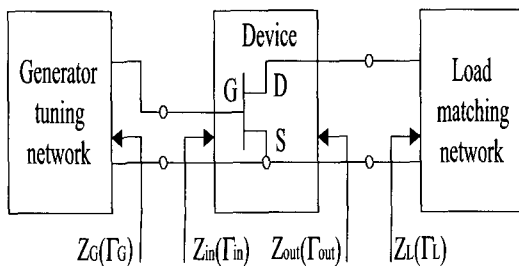 Device
Generator
tuning
network
G
D
S
Load
matching
network
ZG(ΓG)
Zin(Γin)
Zout(Γout)
ZL(ΓL)